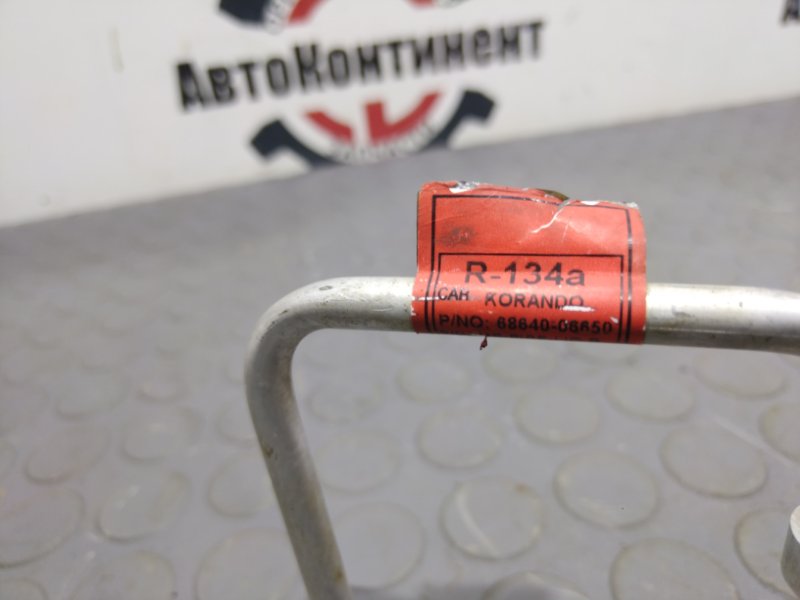 АвтоКонтинент
R-134a
CAR KORANDO
P/NO: 68640-06650